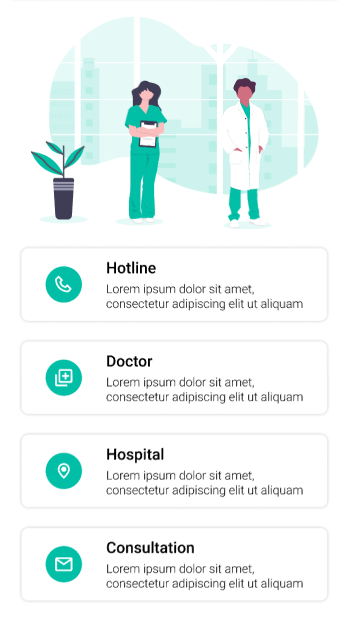 Hotline
Lorem ipsum dolor sit amet,
consectetur adipiscing elit ut aliquam
Doctor
Lorem ipsum dolor sit amet,
consectetur adipiscing elit ut aliquam
Hospital
Lorem ipsum dolor sit amet,
consectetur adipiscing elit ut aliquam
Consultation
Lorem ipsum dolor sit amet,
consectetur adipiscing elit ut aliquam